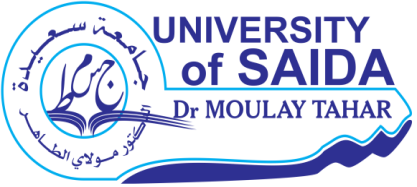 UNIVERSITY
of SAIDA
Dr MOULAY TAHAR
جامعة سعيدة
الدكتور مولاي الطاهر
ج س م ط